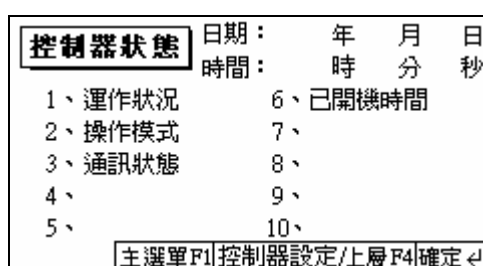 控制器狀態 日期： 年 月 日
時間： 時 分 秒
1、運作狀況 6、已開機時間
2、操作模式 7、
3、通訊狀態 8、
4、 9、
5、 10、
主選單F1 控制器設定/上層F4 確定↵